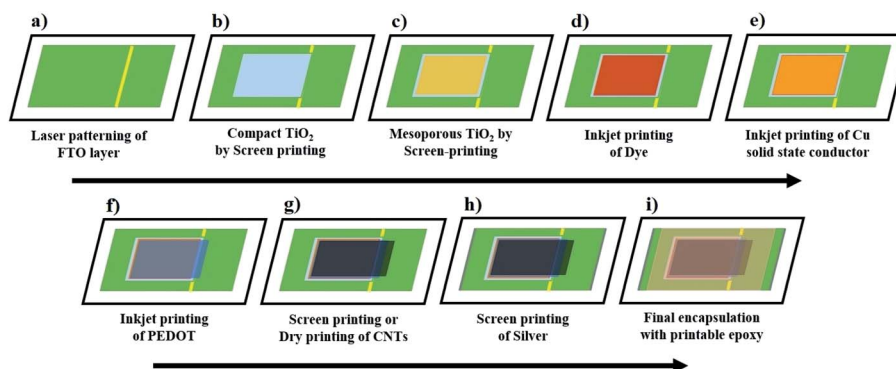 a)
b)
c)
d)
e)
Laser patterning of
FTO layer
Compact TiO₂
by Screen printing
Mesoporous TiO₂ by
Screen-printing
Inkjet printing
of Dye
Inkjet printing of Cu
solid state conductor
f)
g)
h)
i)
Inkjet printing
of PEDOT
Screen printing or
Dry printing of CNTs
Screen printing
of Silver
Final encapsulation
with printable epoxy